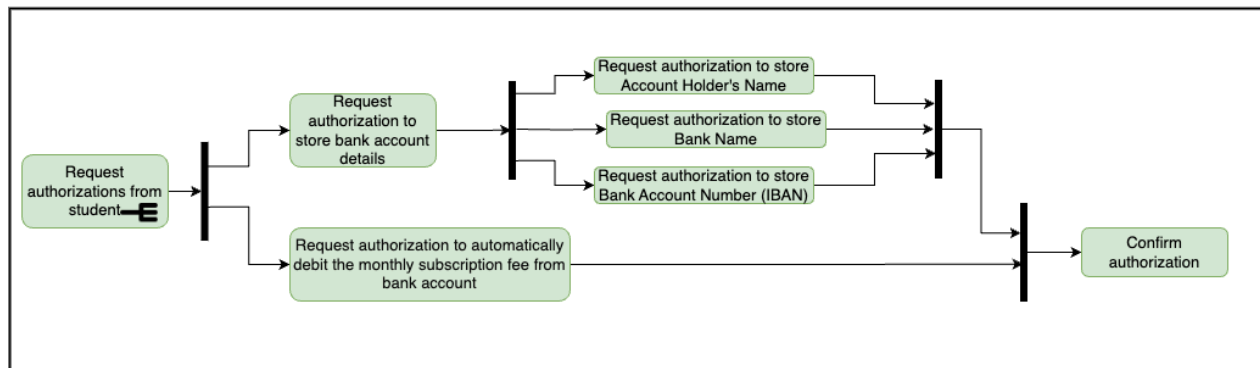 Request
authorizations from
student
Request
authorization to
store bank account
details
Request authorization to store
Account Holder's Name
Request authorization to store
Bank Name
Request authorization to store
Bank Account Number (IBAN)
Request authorization to automatically
debit the monthly subscription fee from
bank account
Confirm
authorization